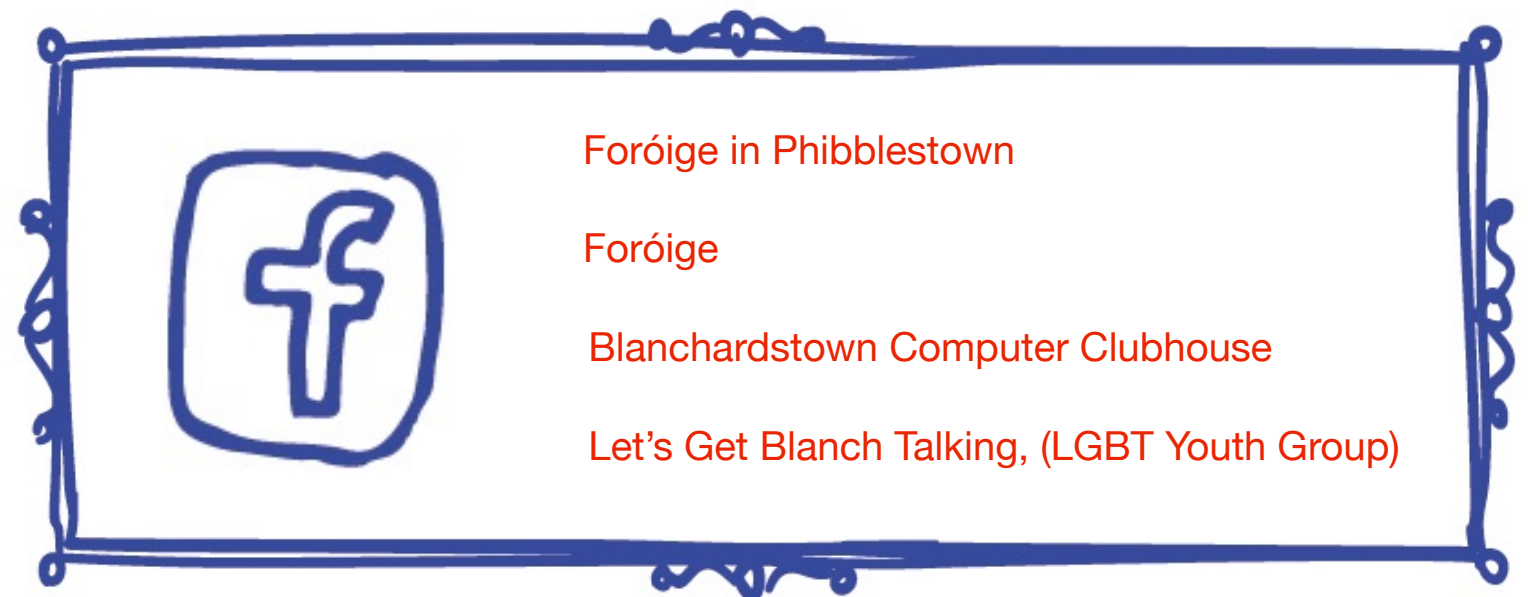 f
Foróige in Phibblestown
Foróige
Blanchardstown Computer Clubhouse
Let’s Get Blanch Talking, (LGBT Youth Group)